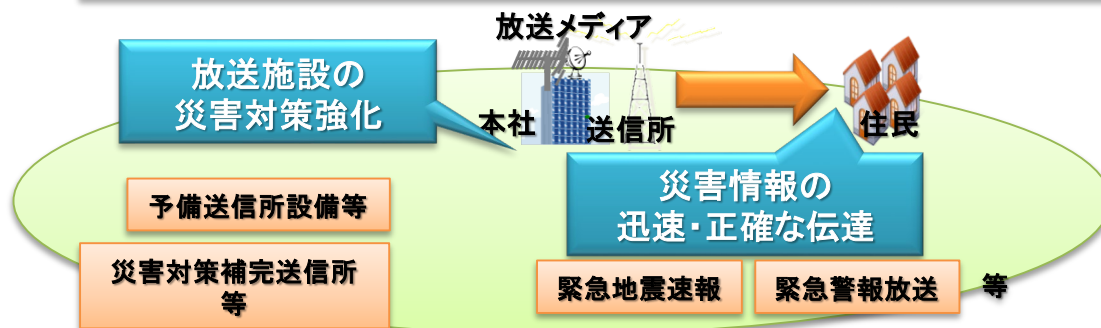 放送メディア
放送施設の
災害対策強化
本社
送信所
住民
災害情報の
迅速・正確な伝達
予備送信所設備等
災害対策補完送信所
等
緊急地震速報
緊急警報放送
等